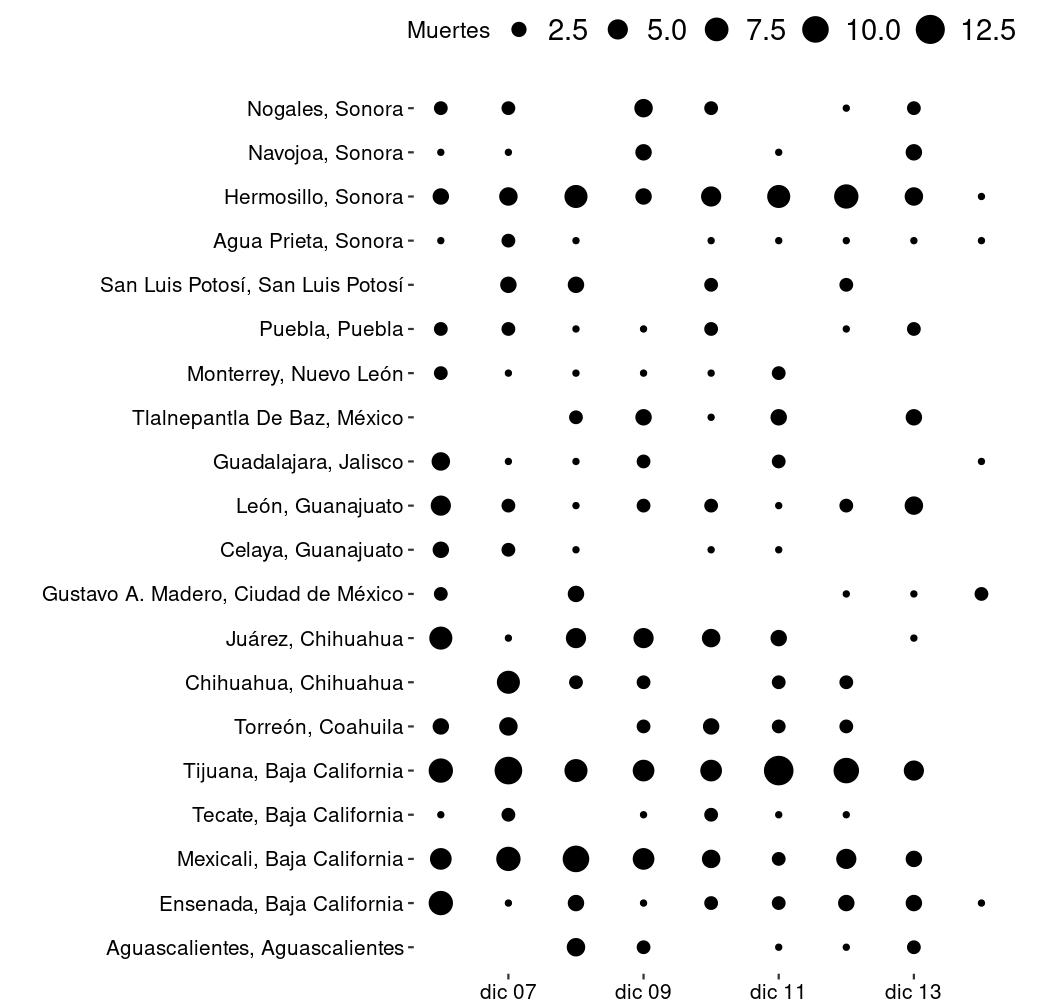 Muertes 2.5 5.0 7.5 10.0 12.5
Nogales, Sonora
Navojoa, Sonora
Hermosillo, Sonora
Agua Prieta, Sonora
San Luis Potosí, San Luis Potosí
Puebla, Puebla
Monterrey, Nuevo León
Tlalnepantla De Baz, México
Guadalajara, Jalisco
León, Guanajuato
Celaya, Guanajuato
Gustavo A. Madero, Ciudad de México
Juárez, Chihuahua
Chihuahua, Chihuahua
Torreón, Coahuila
Tijuana, Baja California
Tecate, Baja California
Mexicali, Baja California
Ensenada, Baja California
Aguascalientes, Aguascalientes
dic 07 dic 09 dic 11 dic 13